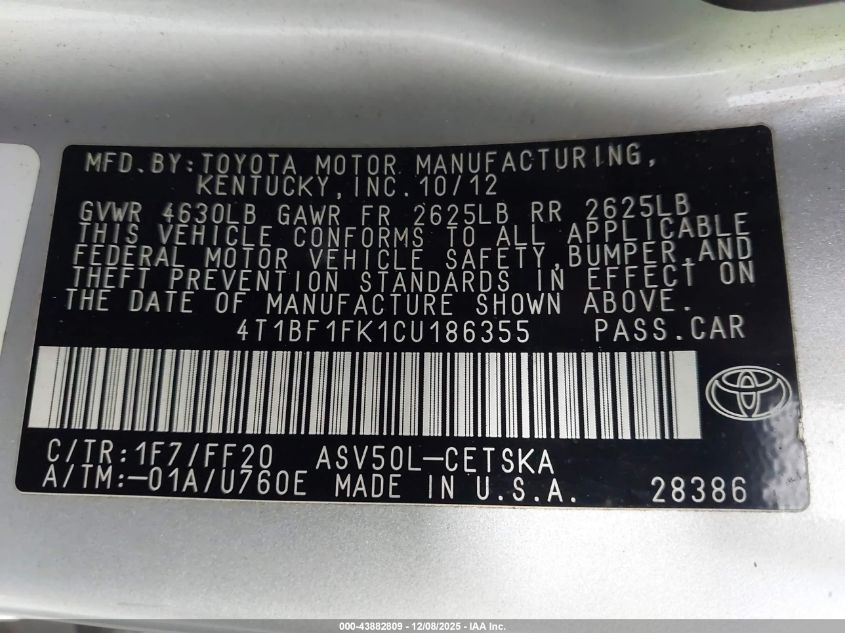 MFD.BY:TOYOTA MOTOR MANUFACTURING,
KENTUCKY,INC.10/12
GVWR 4630LB GAWR FR 2625LB RR 2625LB
THIS VEHICLE CONFORMS TO ALL APPLICABLE
FEDERAL MOTOR VEHICLE SAFETY,BUMPER,AND
THEFT PREVENTION STANDARDS IN EFFECT ON
THE DATE OF MANUFACTURE SHOWN ABOVE.
4T1BF1FK1CU186355 PASS.CAR
C/TR:1F7/FF20 ASV50L-CETSKA
A/TM:-01A/U760E MADE IN U.S.A. 28386
000-43882809 | 12/08/2025 - IAA Inc.